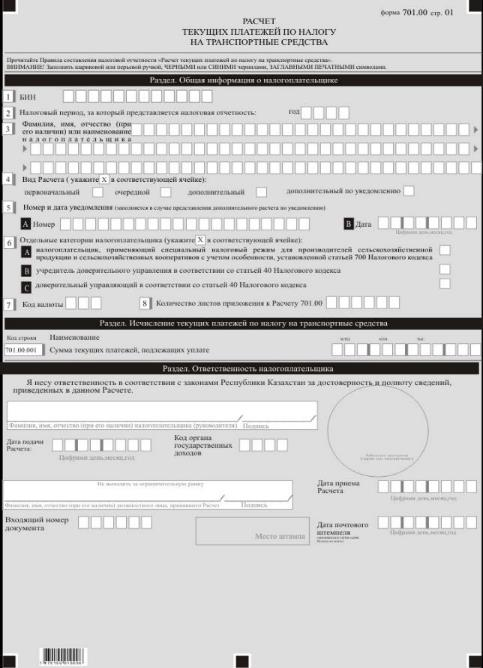 форма 701.00 стр. 01
РАСЧЕТ
ТЕКУЩИХ ПЛАТЕЖЕЙ ПО НАЛОГУ
НА ТРАНСПОРТНЫЕ СРЕДСТВА
Прочитайте Правила составления налоговой отчетности «Расчет текущих платежей по налогу на транспортные средства».
ВНИМАНИЕ! Заполнять шариковой или перьевой ручкой, ЧЕРНЫМИ или СИНИМИ чернилами, ЗАГЛАВНЫМИ ПЕЧАТНЫМИ символами.
Раздел. Общая информация о налогоплательщике
1 БИН
2 Налоговый период, за который представляется налоговая отчетность: год
3 Фамилия, имя, отчество (при
его наличии) или наименование
налогоплательщика
4 Вид Расчета ( укажите X в соответствующей ячейке):
первоначальный очередной дополнительный дополнительный по уведомлению
5 Номер и дата уведомления (заполняется в случае представления дополнительного расчета по уведомлению)
A Номер B Дата
Цифрами день,месяц,год
6 Отдельные категории налогоплательщика (укажите X в соответствующей ячейке):
A налогоплательщик, применяющий специальный налоговый режим для производителей сельскохозяйственной
продукции и сельскохозяйственных кооперативов с учетом особенности, установленной статьей 700 Налогового кодекса
B учредитель доверительного управления в соответствии со статьей 40 Налогового кодекса
C доверительный управляющий в соответствии со статьей 40 Налогового кодекса
7 Код валюты 8 Количество листов приложения к Расчету 701.00
Раздел. Исчисление текущих платежей по налогу на транспортные средства
Код строки Наименование млрд млн тыс
701.00.001 Сумма текущих платежей, подлежащих уплате
Раздел. Ответственность налогоплательщика
Я несу ответственность в соответствии с законами Республики Казахстан за достоверность и полноту сведений,
приведенных в данном Расчете.
Фамилия, имя, отчество (при его наличии) налогоплательщика (руководителя) Подпись
Дата подачи
Расчета:
Цифрами день,месяц,год
Код органа
государственных
доходов
Не вылезать за ограничительную рамку
Фамилия, имя, отчество (при его наличии) должностного лица, принявшего Расчет Подпись
Дата приема
Расчета
Цифрами день,месяц,год
Входящий номер
документа
Место штампа
Дата почтового
штемпеля
Цифрами день,месяц,год